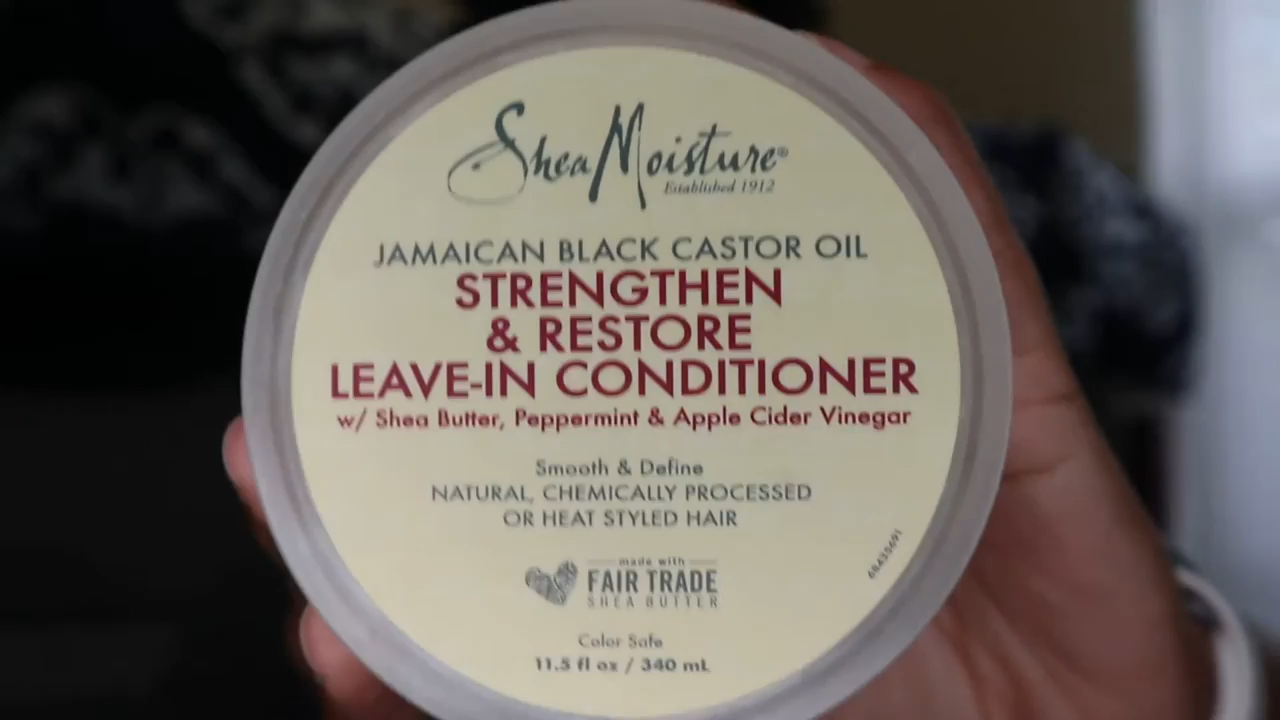 SheaMoisture®
Established 1912
JAMAICAN BLACK CASTOR OIL
STRENGTHEN
& RESTORE
LEAVE-IN CONDITIONER
w/ Shea Butter, Peppermint & Apple Cider Vinegar
Smooth & Define
NATURAL, CHEMICALLY PROCESSED
OR HEAT STYLED HAIR
made with
FAIR TRADE
SHEA BUTTER
Color Safe
11.5 fl oz / 340 mL